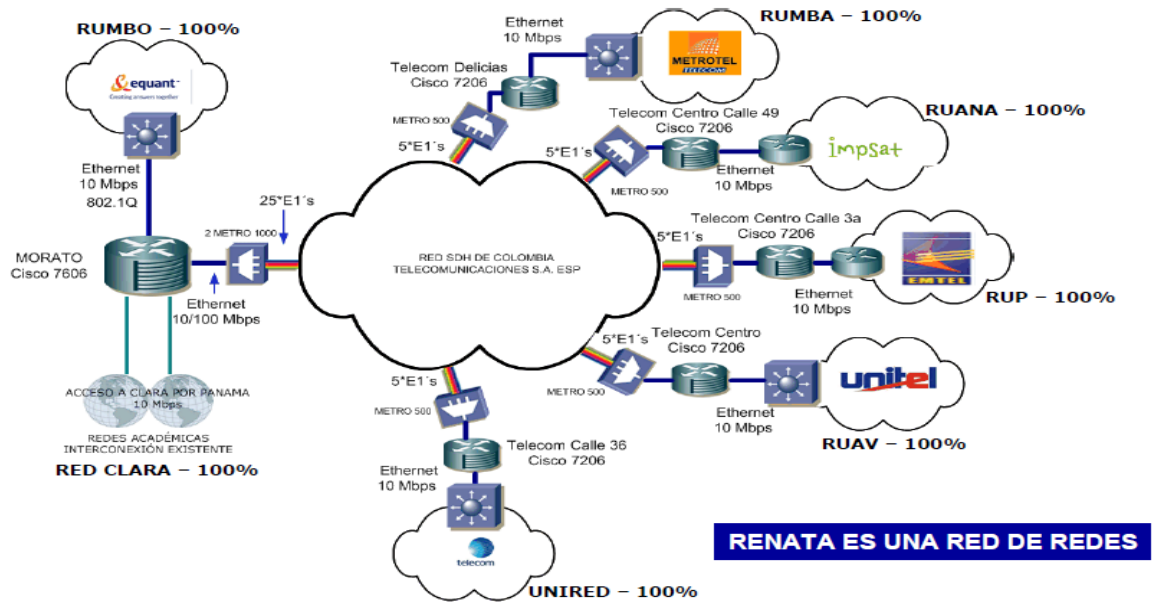 RUMBO – 100%
equant
Creating answers together
Ethernet
10 Mbps
802.1Q
MORATO
Cisco 7606
2 METRO 1000
25*E1´s
Ethernet
10/100 Mbps
ACCESO A CLARA POR PANAMA
10 Mbps
REDES ACADÉMICAS
INTERCONEXIÓN EXISTENTE
RED CLARA – 100%
RED SDH DE COLOMBIA
TELECOMUNICACIONES S.A. ESP
RUMBA – 100%
METROTEL
TELECOM
Ethernet
10 Mbps
Telecom Delicias
Cisco 7206
METRO 500
5*E1´s
RUANA – 100%
impsat
Telecom Centro Calle 49
Cisco 7206
Ethernet
10 Mbps
5*E1´s
METRO 500
Telecom Centro Calle 3a
Cisco 7206
5*E1´s
METRO 500
Ethernet
10 Mbps
EMTEL
RUP – 100%
Telecom Centro
Cisco 7206
5*E1´s
METRO 500
Ethernet
10 Mbps
unitel
RUAV – 100%
5*E1´s
METRO 500
Telecom Calle 36
Cisco 7206
Ethernet
10 Mbps
telecom
UNIRED – 100%
RENATA ES UNA RED DE REDES